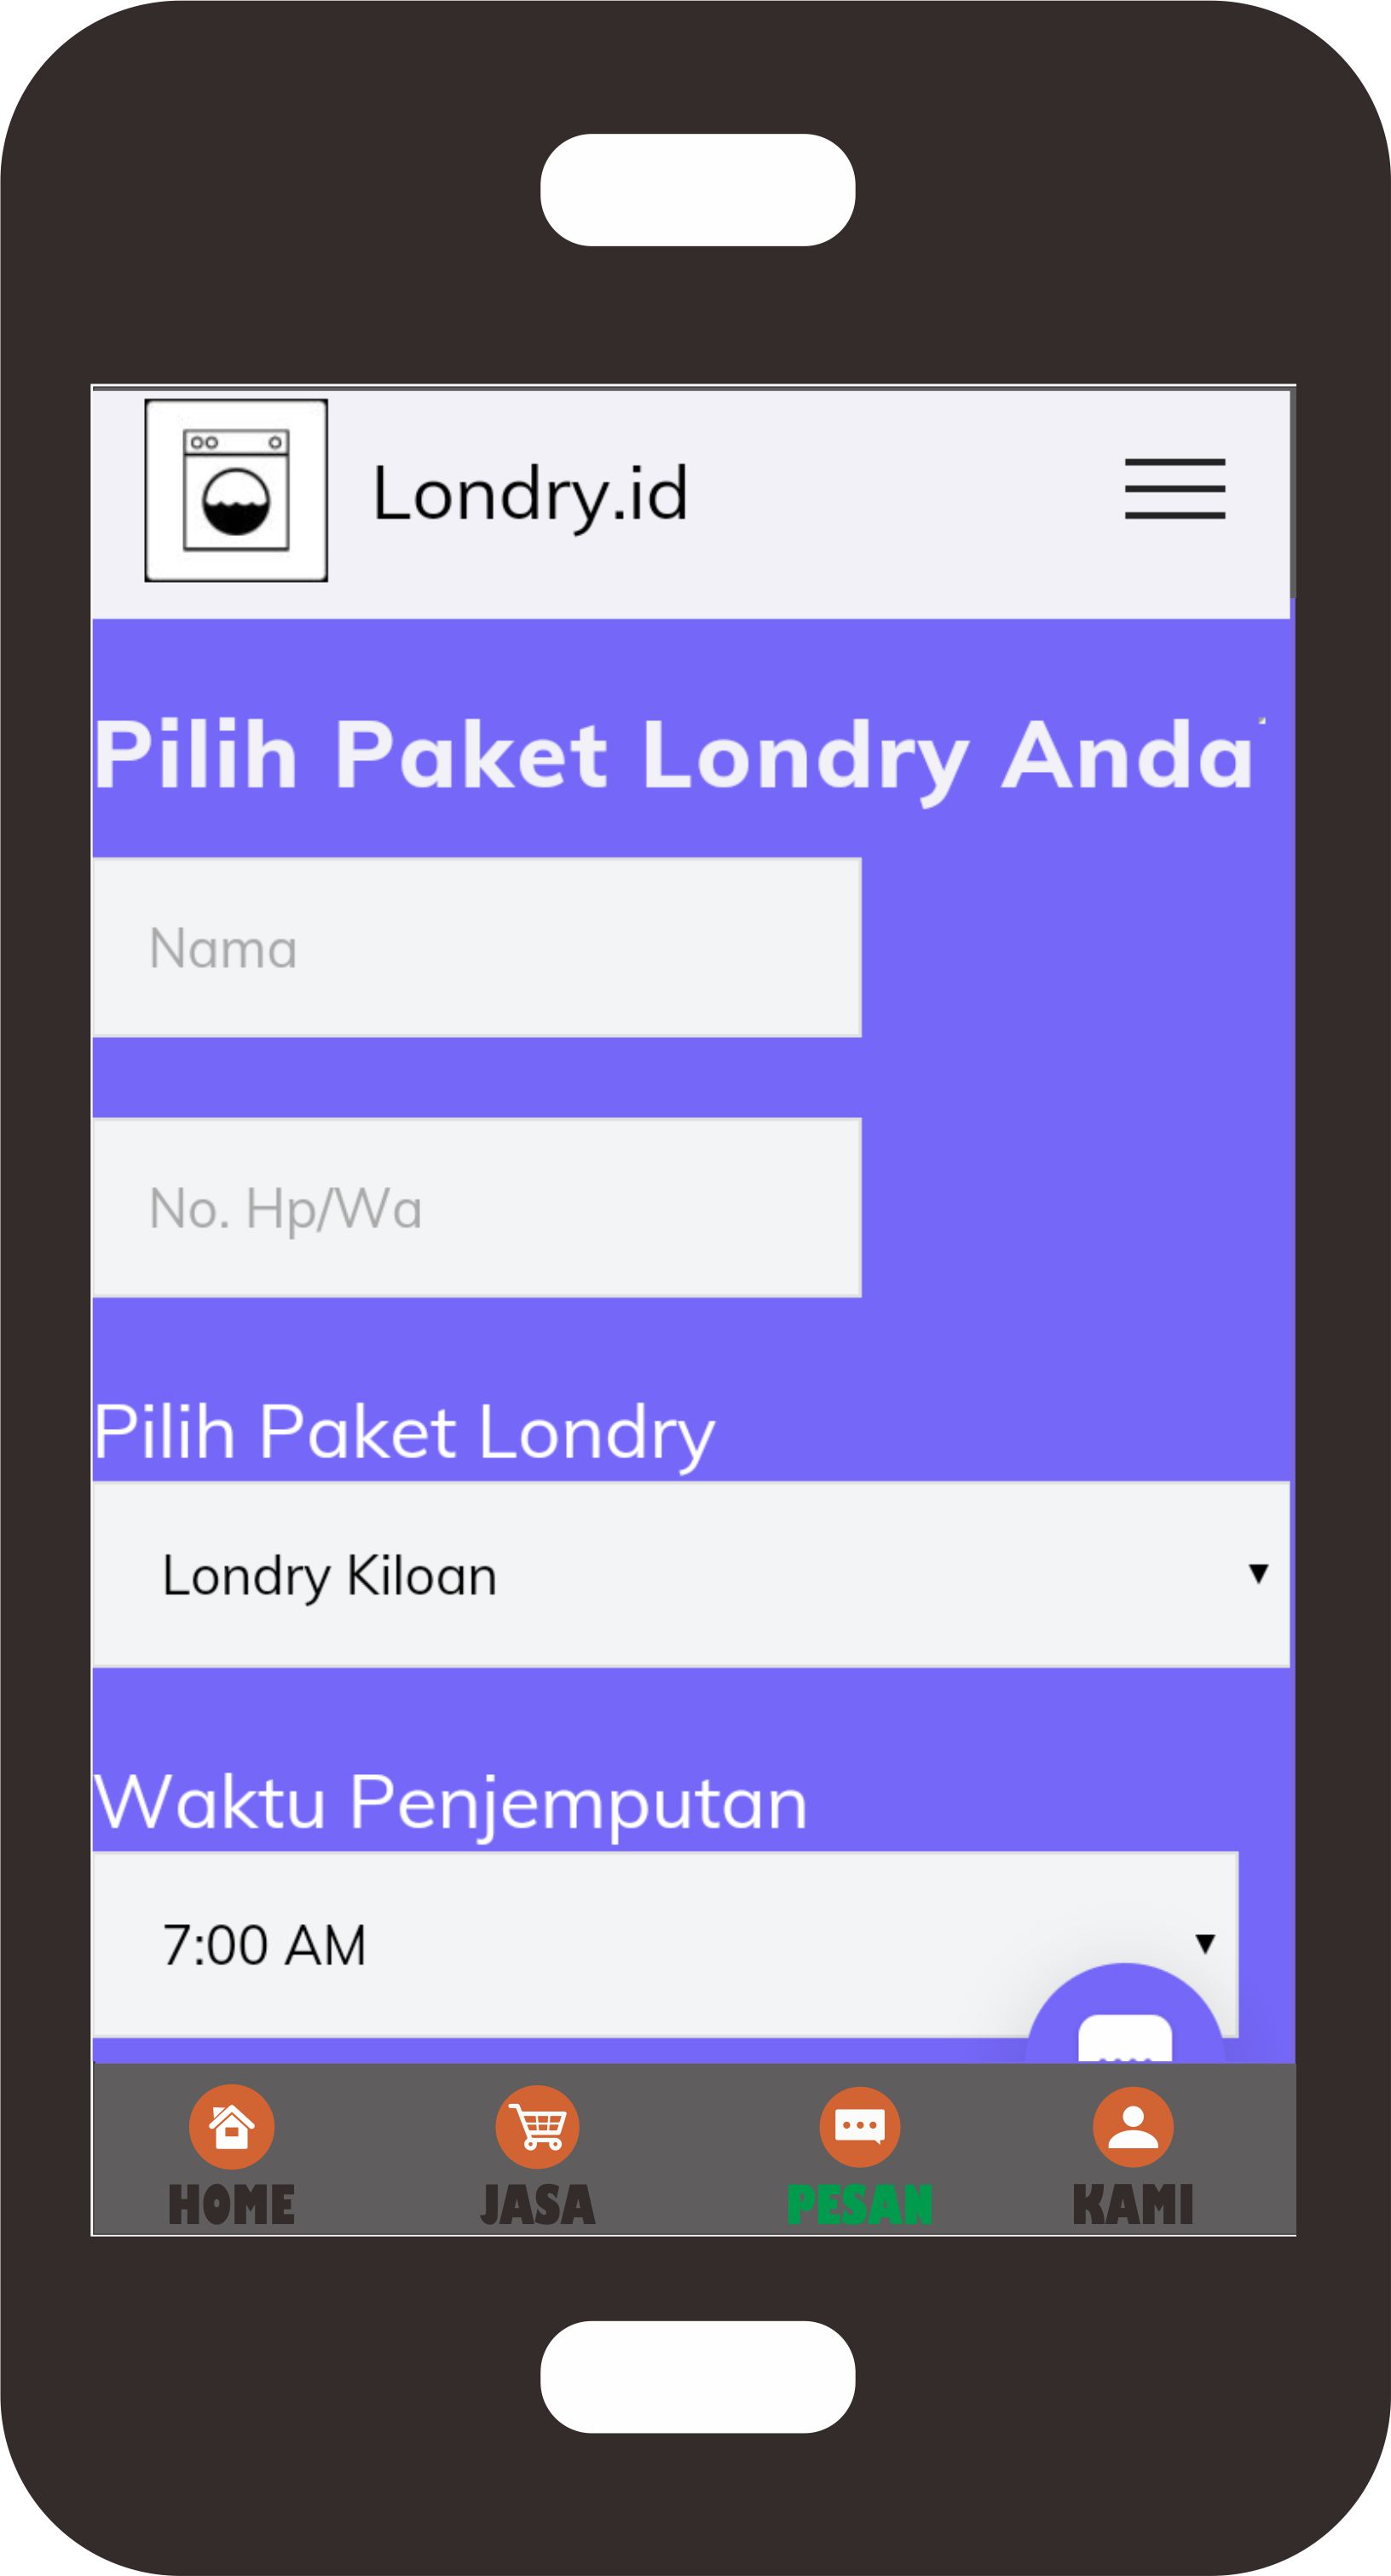 Londry.id
Pilih Paket Londry Anda
Nama
No. Hp/Wa
Pilih Paket Londry
Londry Kiloan
Waktu Penjemputan
7:00 AM
HOME JASA PESAN KAMI